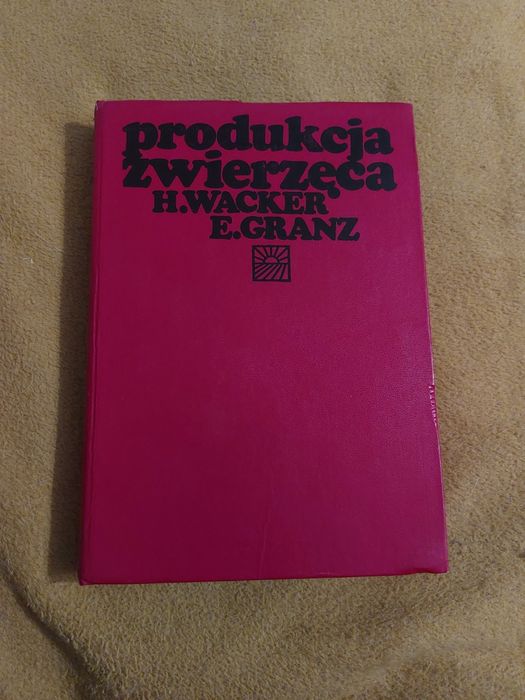 produkcja
zwierzęca
H.WACKER
E.GRANZ